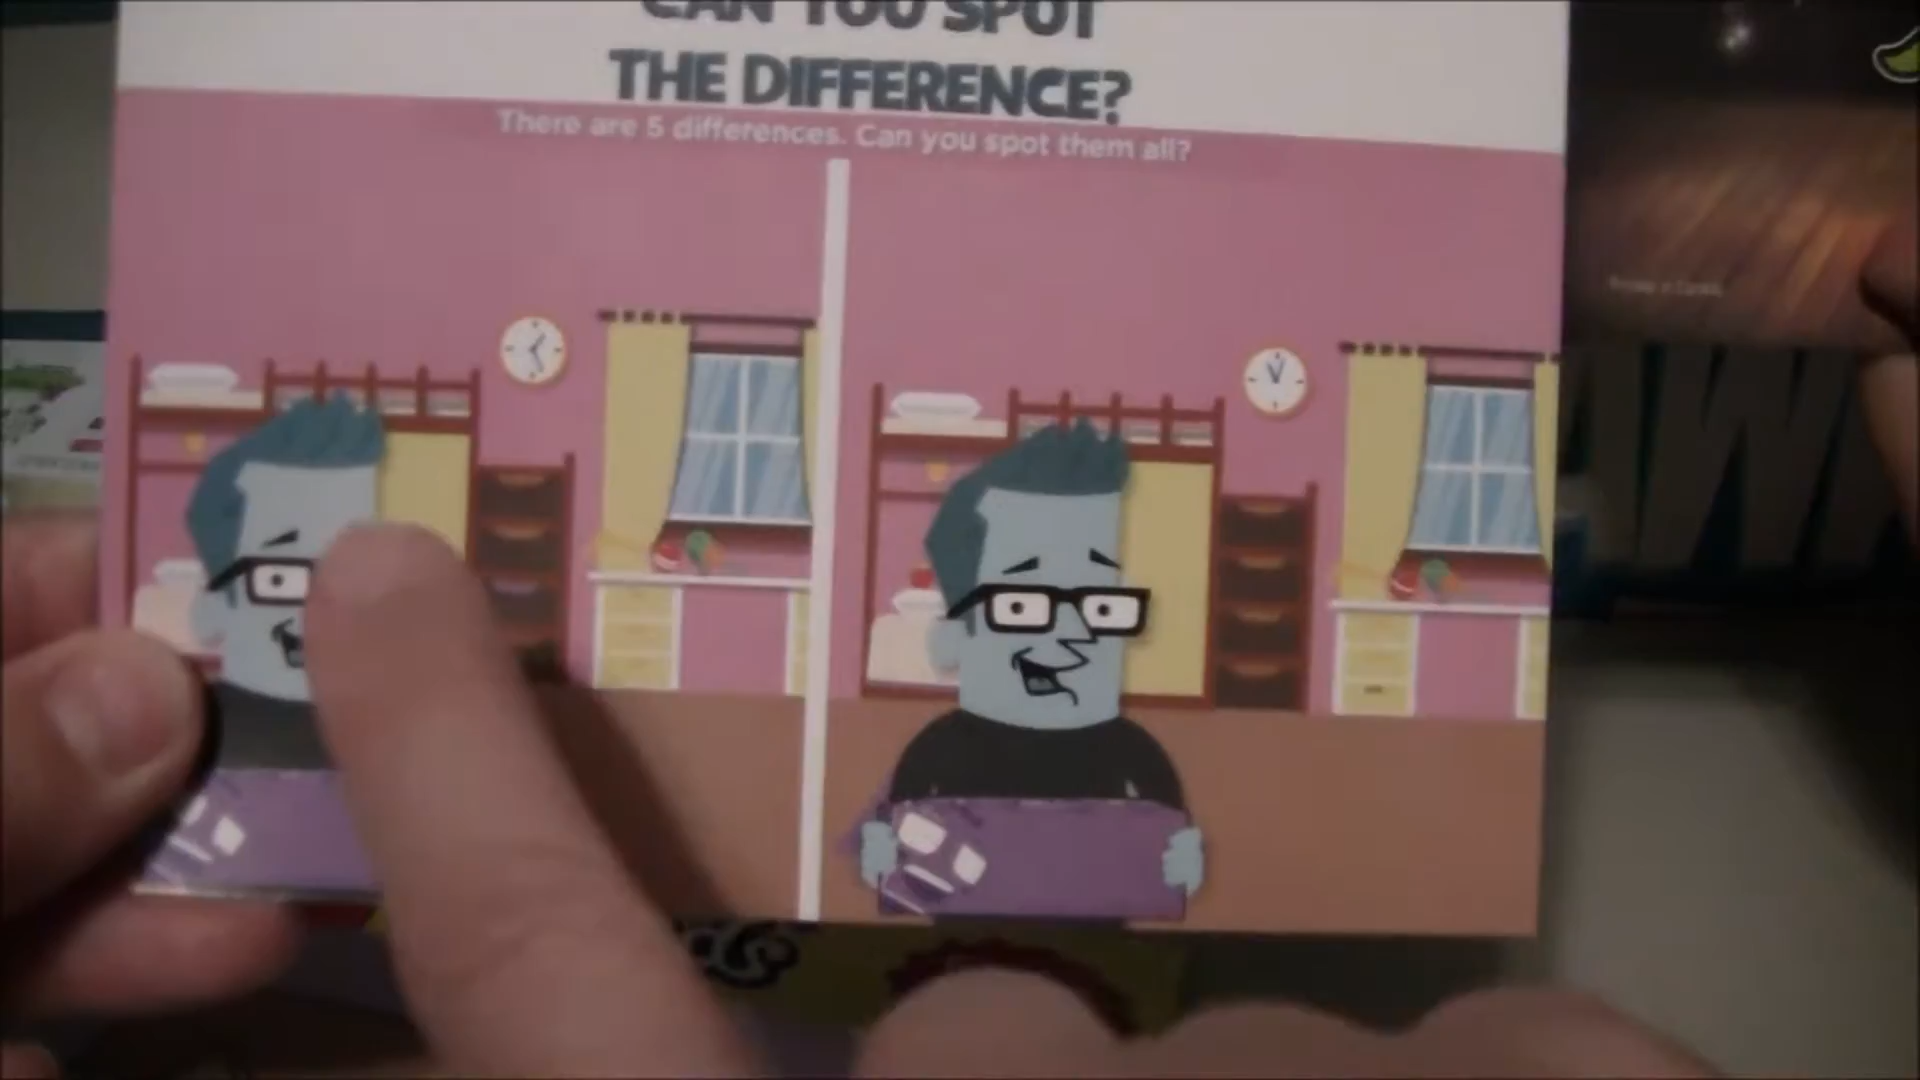 CAN YOU SPOT
THE DIFFERENCE?
There are 5 differences. Can you spot them all?